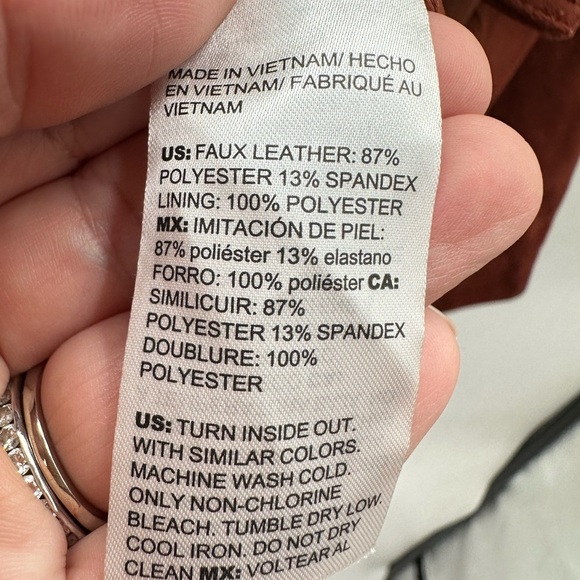 MADE IN VIETNAM/ HECHO
EN VIETNAM/ FABRIQUÉ AU
VIETNAM
US: FAUX LEATHER: 87%
POLYESTER 13% SPANDEX
LINING: 100% POLYESTER
MX: IMITACIÓN DE PIEL:
87% poliéster 13% elastano
FORRO: 100% poliéster CA:
SIMILICUIR: 87%
POLYESTER 13% SPANDEX
DOUBLURE: 100%
POLYESTER
US: TURN INSIDE OUT.
WITH SIMILAR COLORS.
MACHINE WASH COLD.
ONLY NON-CHLORINE
BLEACH. TUMBLE DRY LOW.
COOL IRON. DO NOT DRY
CLEAN MX: VOLTEAR AL